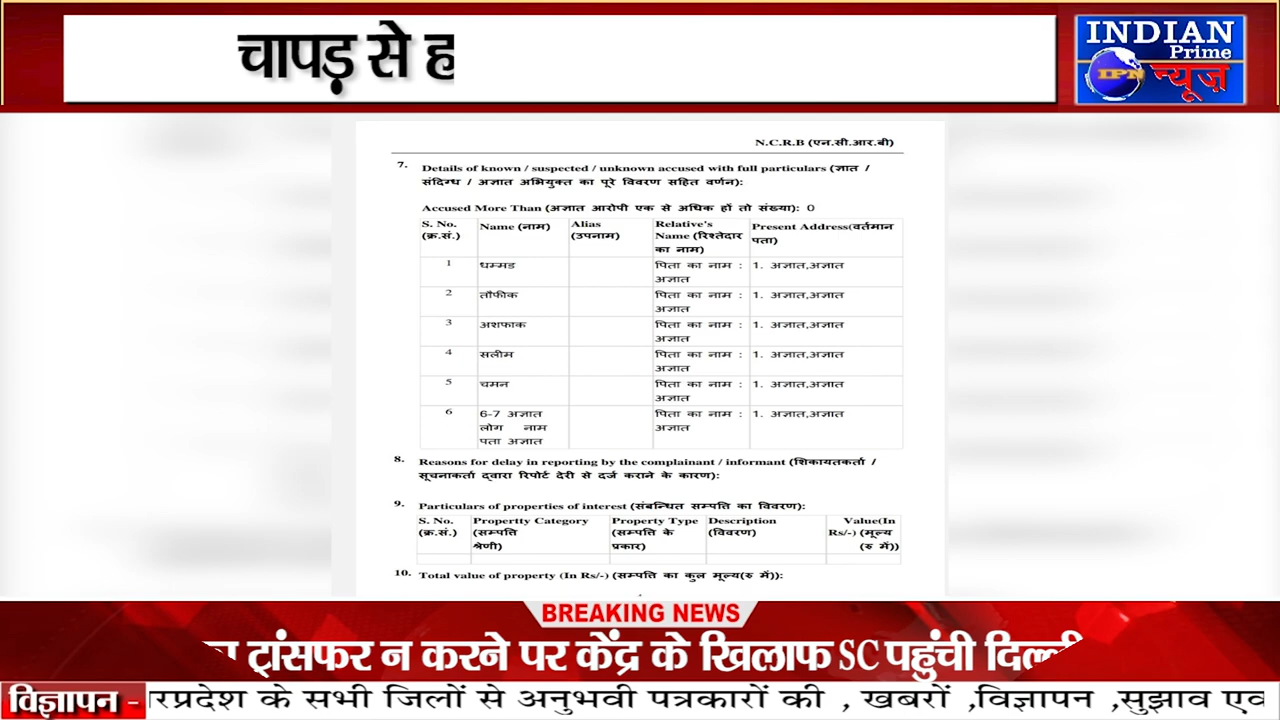 चापड़ से ह
INDIAN
Prime
IPN
न्यूज़
N.C.R.B (एन.सी.आर.बी)
7. Details of known / suspected / unknown accused with full particulars (ज्ञात /
संदिग्ध / अज्ञात अभियुक्त का पूरे विवरण सहित वर्णन):
Accused More Than (अज्ञात आरोपी एक से अधिक हों तो संख्या): 0
S. No. Name (नाम) Alias Relative's Present Address(वर्तमान
(क्र.सं.) (उपनाम) Name (रिश्तेदार पता)
का नाम)
1 धम्मड पिता का नाम : 1. अज्ञात,अज्ञात
अज्ञात
2 तौफीक पिता का नाम : 1. अज्ञात,अज्ञात
अज्ञात
3 अशफाक पिता का नाम : 1. अज्ञात,अज्ञात
अज्ञात
4 सलीम पिता का नाम : 1. अज्ञात,अज्ञात
अज्ञात
5 चमन पिता का नाम : 1. अज्ञात,अज्ञात
अज्ञात
6 6-7 अज्ञात पिता का नाम : 1. अज्ञात,अज्ञात
लोग नाम अज्ञात
पता अज्ञात
8. Reasons for delay in reporting by the complainant / informant (शिकायतकर्ता /
सूचनाकर्ता द्वारा रिपोर्ट देरी से दर्ज कराने के कारण):
9. Particulars of properties of interest (संबन्धित सम्पति का विवरण):
S. No. Propertty Category Property Type Description Value(In
(क्र.सं.) (सम्पति (सम्पति के (विवरण) Rs/-) (मूल्य
श्रेणी) प्रकार) (रु में))
10. Total value of property (In Rs/-) (सम्पति का कुल मूल्य(रु में)):
BREAKING NEWS
ट्रांसफर न करने पर केंद्र के खिलाफ SC पहुंची दिल्ली
विज्ञापन - रप्रदेश के सभी जिलों से अनुभवी पत्रकारों की , खबरों ,विज्ञापन ,सुझाव एव